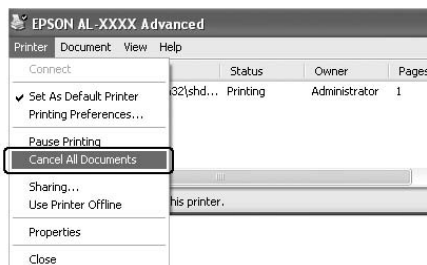 EPSON AL-XXXX Advanced
Printer Document View Help
Connect
Status Owner Pages
Set As Default Printer
32\shd... Printing Administrator 1
Printing Preferences...
Pause Printing
Cancel All Documents
Sharing...
his printer.
Use Printer Offline
Properties
Close